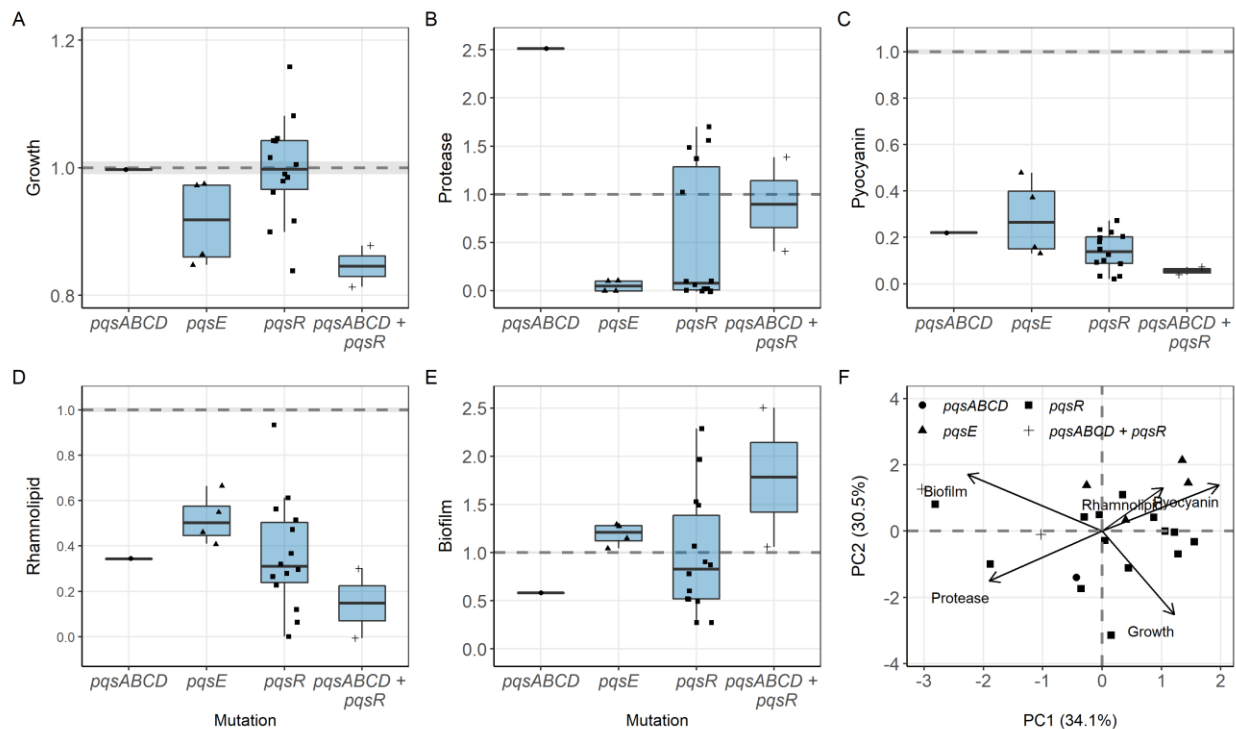 A
Growth
1.2
1.0
0.8
pqsABCD
pqsE
pqsR
pqsABCD +
pqsR
B
Protease
2.5
2.0
1.5
1.0
0.5
0.0
pqsABCD
pqsE
pqsR
pqsABCD +
pqsR
C
Pyocyanin
1.0
0.8
0.6
0.4
0.2
0.0
pqsABCD
pqsE
pqsR
pqsABCD +
pqsR
D
Rhamnolipid
1.0
0.8
0.6
0.4
0.2
0.0
pqsABCD
pqsE
pqsR
pqsABCD +
pqsR
Mutation
E
Biofilm
2.5
2.0
1.5
1.0
0.5
0.0
pqsABCD
pqsE
pqsR
pqsABCD +
pqsR
Mutation
F
PC2 (30.5%)
4
2
0
-2
-4
pqsABCD
pqsR
pqsE
pqsABCD + pqsR
Biofilm
Rhamnolipid
Pyocyanin
Protease
Growth
-3
-2
-1
0
1
2
PC1 (34.1%)